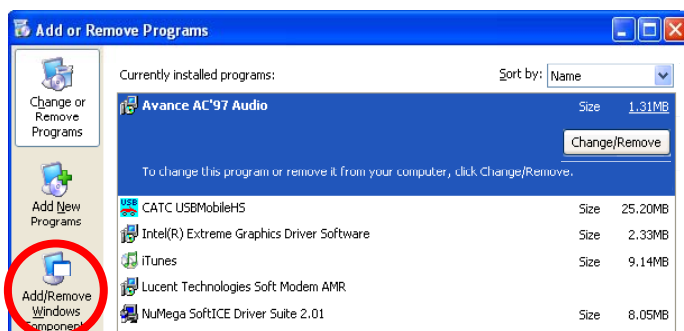 Add or Remove Programs
Change or
Remove
Programs
Add New
Programs
Add/Remove
Windows
Components
Currently installed programs:
Sort by: Name
Avance AC'97 Audio Size 1.31MB
Change/Remove
To change this program or remove it from your computer, click Change/Remove.
USB CATC USBMobileHS Size 25.20MB
Intel(R) Extreme Graphics Driver Software Size 2.33MB
iTunes Size 9.14MB
Lucent Technologies Soft Modem AMR
NuMega SoftICE Driver Suite 2.01 Size 8.05MB